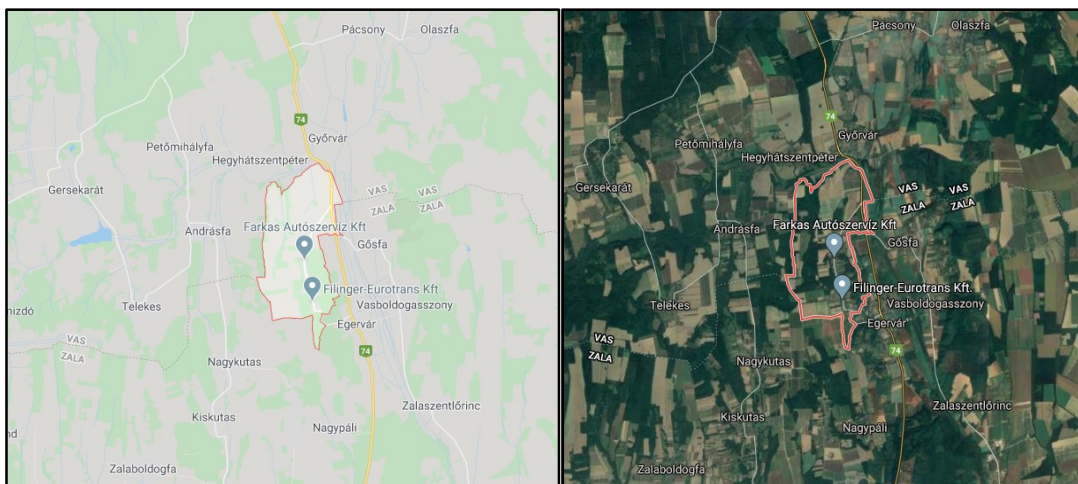 Pácsony
Olaszfa
74
Győrvár
Petőmihályfa
Hegyhátszentpéter
Gersekarát
VAS
VAS
ZALA
ZALA
Farkas Autószervíz Kft
Andrásfa
Gősfa
Filinger-Eurotrans Kft
Telekes
Vasboldogasszony
nizdó
Egervár
VAS
ZALA
74
Nagykutas
Kiskutas
Zalaszentlőrinc
Nagypáli
nd
Zalaboldogfa
Pácsony
Olaszfa
74
Győrvár
Petőmihályfa
Hegyhátszentpéter
Gersekarát
VAS
VAS
ZALA
ZALA
Farkas Autószervíz Kft
Andrásfa
Gősfa
Filinger-Eurotrans Kft.
Telekes
Vasboldogasszony
Egervár
VAS
ZALA
74
Nagykutas
Kiskutas
Zalaszentlőrinc
Nagypáli
Zalaboldogfa